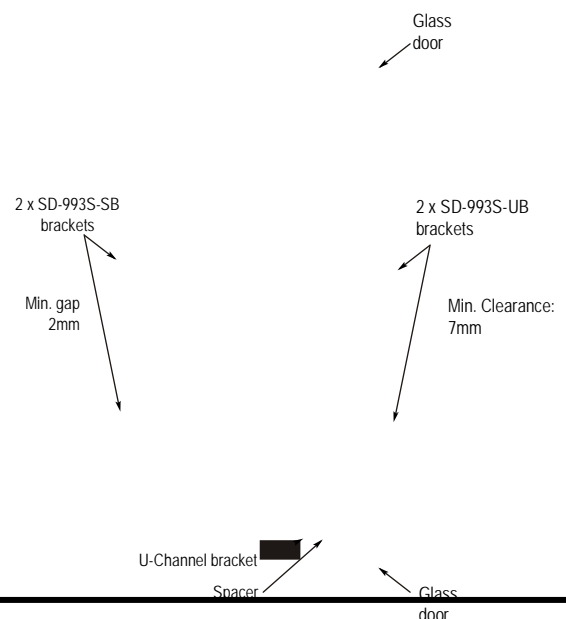 Glass
door
2 x SD-993S-SB
brackets
2 x SD-993S-UB
brackets
Min. gap
2mm
Min. Clearance:
7mm
U-Channel bracket
Spacer
Glass
door